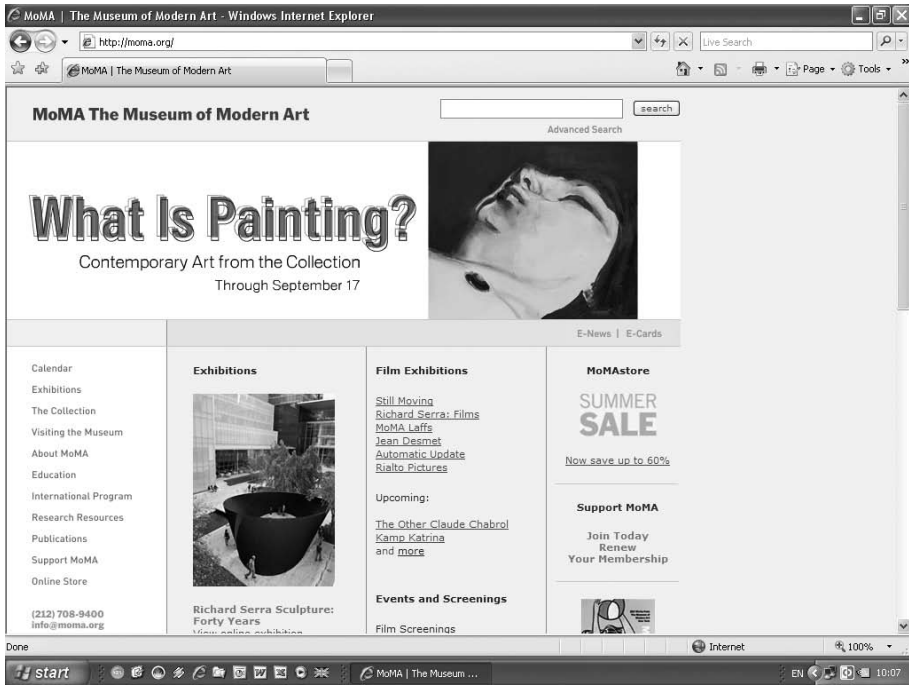 MoMA | The Museum of Modern Art - Windows Internet Explorer
http://moma.org/
Live Search
MoMA | The Museum of Modern Art
Page
Tools
MoMA The Museum of Modern Art
search
Advanced Search
What Is Painting?
Contemporary Art from the Collection
Through September 17
E-News | E-Cards
Calendar
Exhibitions
The Collection
Visiting the Museum
About MoMA
Education
International Program
Research Resources
Publications
Support MoMA
Online Store
(212) 708-9400
info@moma.org
Exhibitions
Richard Serra Sculpture:
Forty Years
View online exhibition
Film Exhibitions
Still Moving
Richard Serra: Films
MoMA Laffs
Jean Desmet
Automatic Update
Rialto Pictures
Upcoming:
The Other Claude Chabrol
Kamp Katrina
and more
Events and Screenings
Film Screenings
MoMAstore
SUMMER
SALE
Now save up to 60%
Support MoMA
Join Today
Renew
Your Membership
Done
Internet
100%
start
MoMA | The Museum ...
EN
10:07